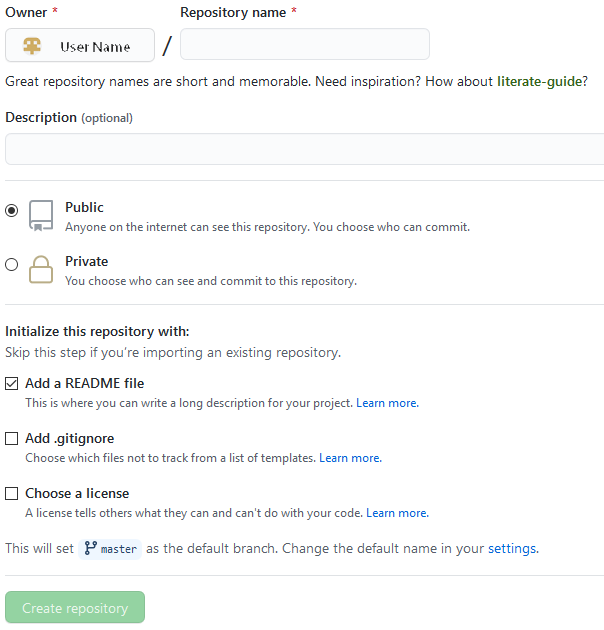 Owner * Repository name *
User Name /
Great repository names are short and memorable. Need inspiration? How about literate-guide?
Description (optional)
Public
Anyone on the internet can see this repository. You choose who can commit.
Private
You choose who can see and commit to this repository.
Initialize this repository with:
Skip this step if you're importing an existing repository.
Add a README file
This is where you can write a long description for your project. Learn more.
Add .gitignore
Choose which files not to track from a list of templates. Learn more.
Choose a license
A license tells others what they can and can't do with your code. Learn more.
This will set master as the default branch. Change the default name in your settings.
Create repository